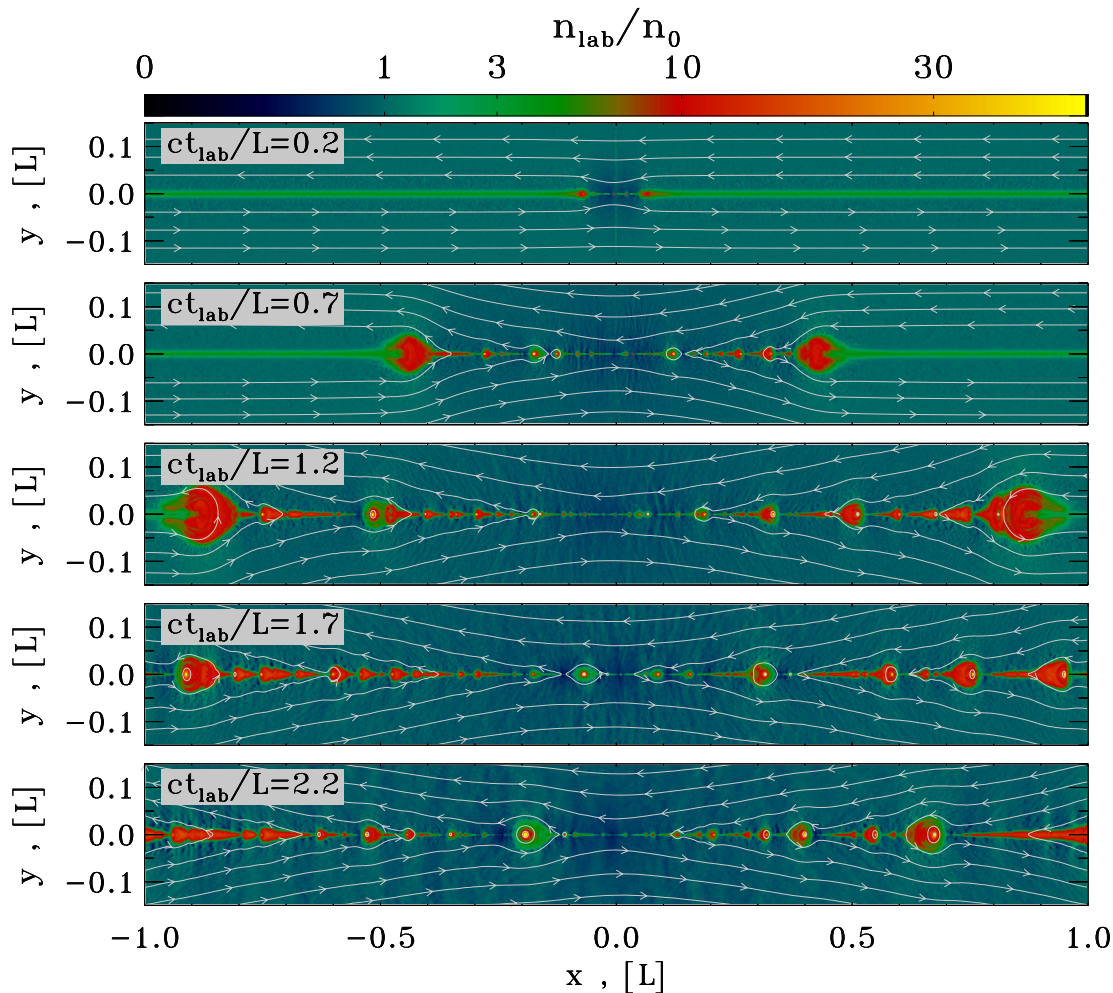 n_lab/n_0
0 1 3 10 30
ct_lab/L=0.2
0.1
0.0
−0.1
y , [L]
ct_lab/L=0.7
0.1
0.0
−0.1
y , [L]
ct_lab/L=1.2
0.1
0.0
−0.1
y , [L]
ct_lab/L=1.7
0.1
0.0
−0.1
y , [L]
ct_lab/L=2.2
0.1
0.0
−0.1
y , [L]
−1.0 −0.5 0.0 0.5 1.0
x , [L]